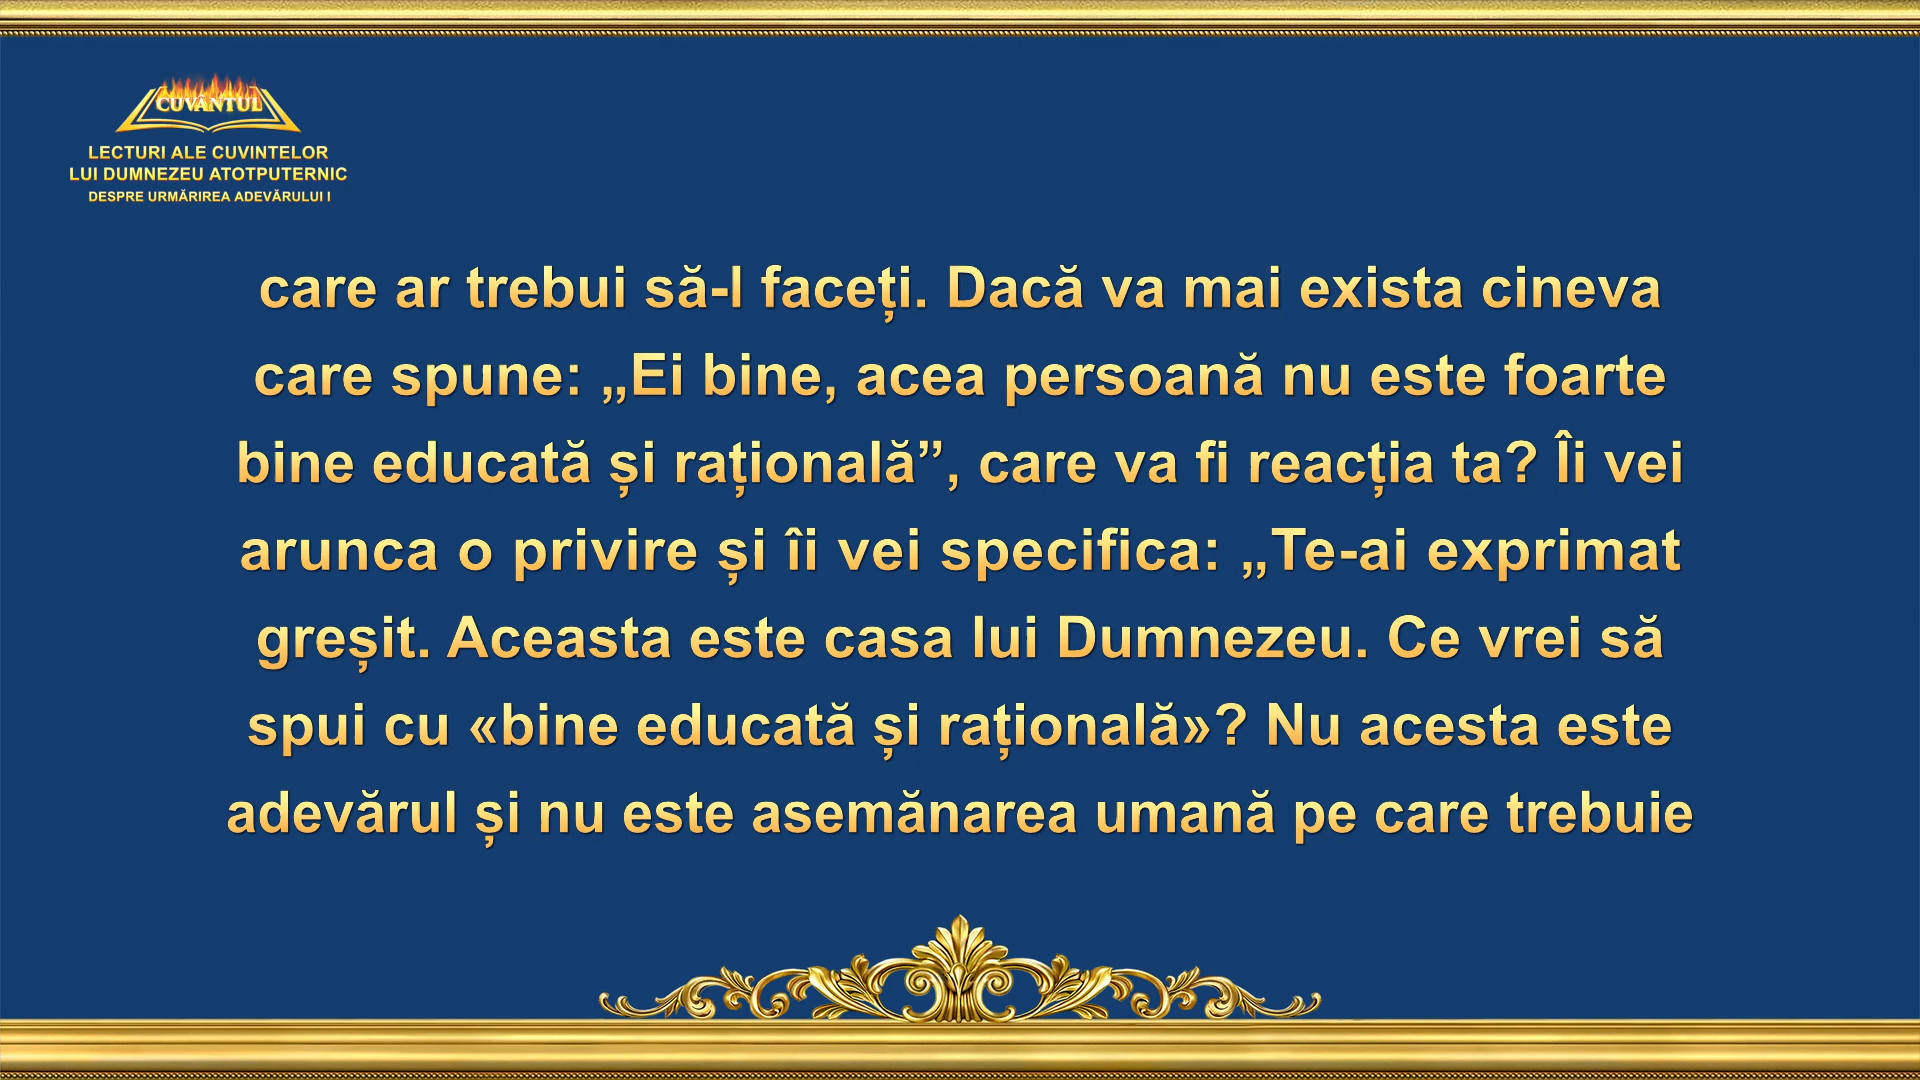 CUVÂNTUL
LECTURI ALE CUVINTELOR
LUI DUMNEZEU ATOTPUTERNIC
DESPRE URMĂRIREA ADEVĂRULUI I
care ar trebui să-l faceți. Dacă va mai exista cineva
care spune: „Ei bine, acea persoană nu este foarte
bine educată și rațională”, care va fi reacția ta? Îi vei
arunca o privire și îi vei specifica: „Te-ai exprimat
greșit. Aceasta este casa lui Dumnezeu. Ce vrei să
spui cu «bine educată și rațională»? Nu acesta este
adevărul și nu este asemănarea umană pe care trebuie